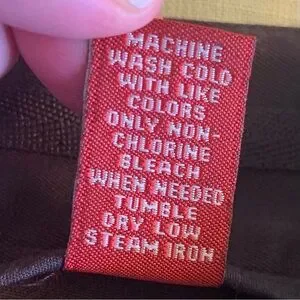 MACHINE
WASH COLD
WITH LIKE
COLORS
ONLY NON-
CHLORINE
BLEACH
WHEN NEEDED
TUMBLE
DRY LOW
STEAM IRON